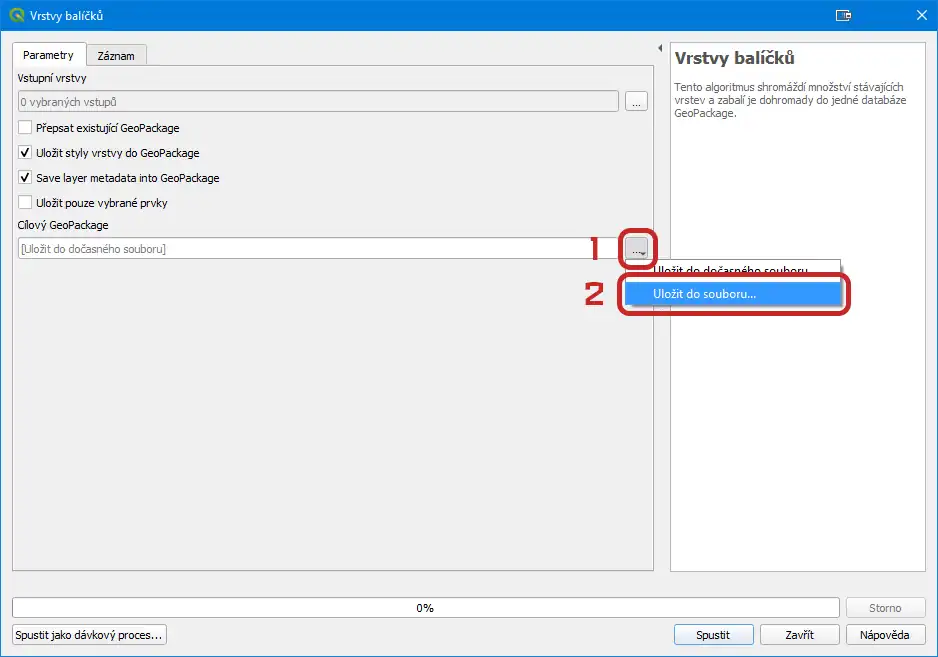 Vrstvy balíčků
Parametry
Záznam
Vstupní vrstvy
0 vybraných vstupů
...
Přepsat existující GeoPackage
Uložit styly vrstvy do GeoPackage
Save layer metadata into GeoPackage
Uložit pouze vybrané prvky
Cílový GeoPackage
[Uložit do dočasného souboru]
1
...
Uložit do dočasného souboru
2
Uložit do souboru...
Vrstvy balíčků
Tento algoritmus shromáždí množství stávajících
vrstev a zabalí je dohromady do jedné databáze
GeoPackage.
0%
Storno
Spustit jako dávkový proces...
Spustit
Zavřít
Nápověda